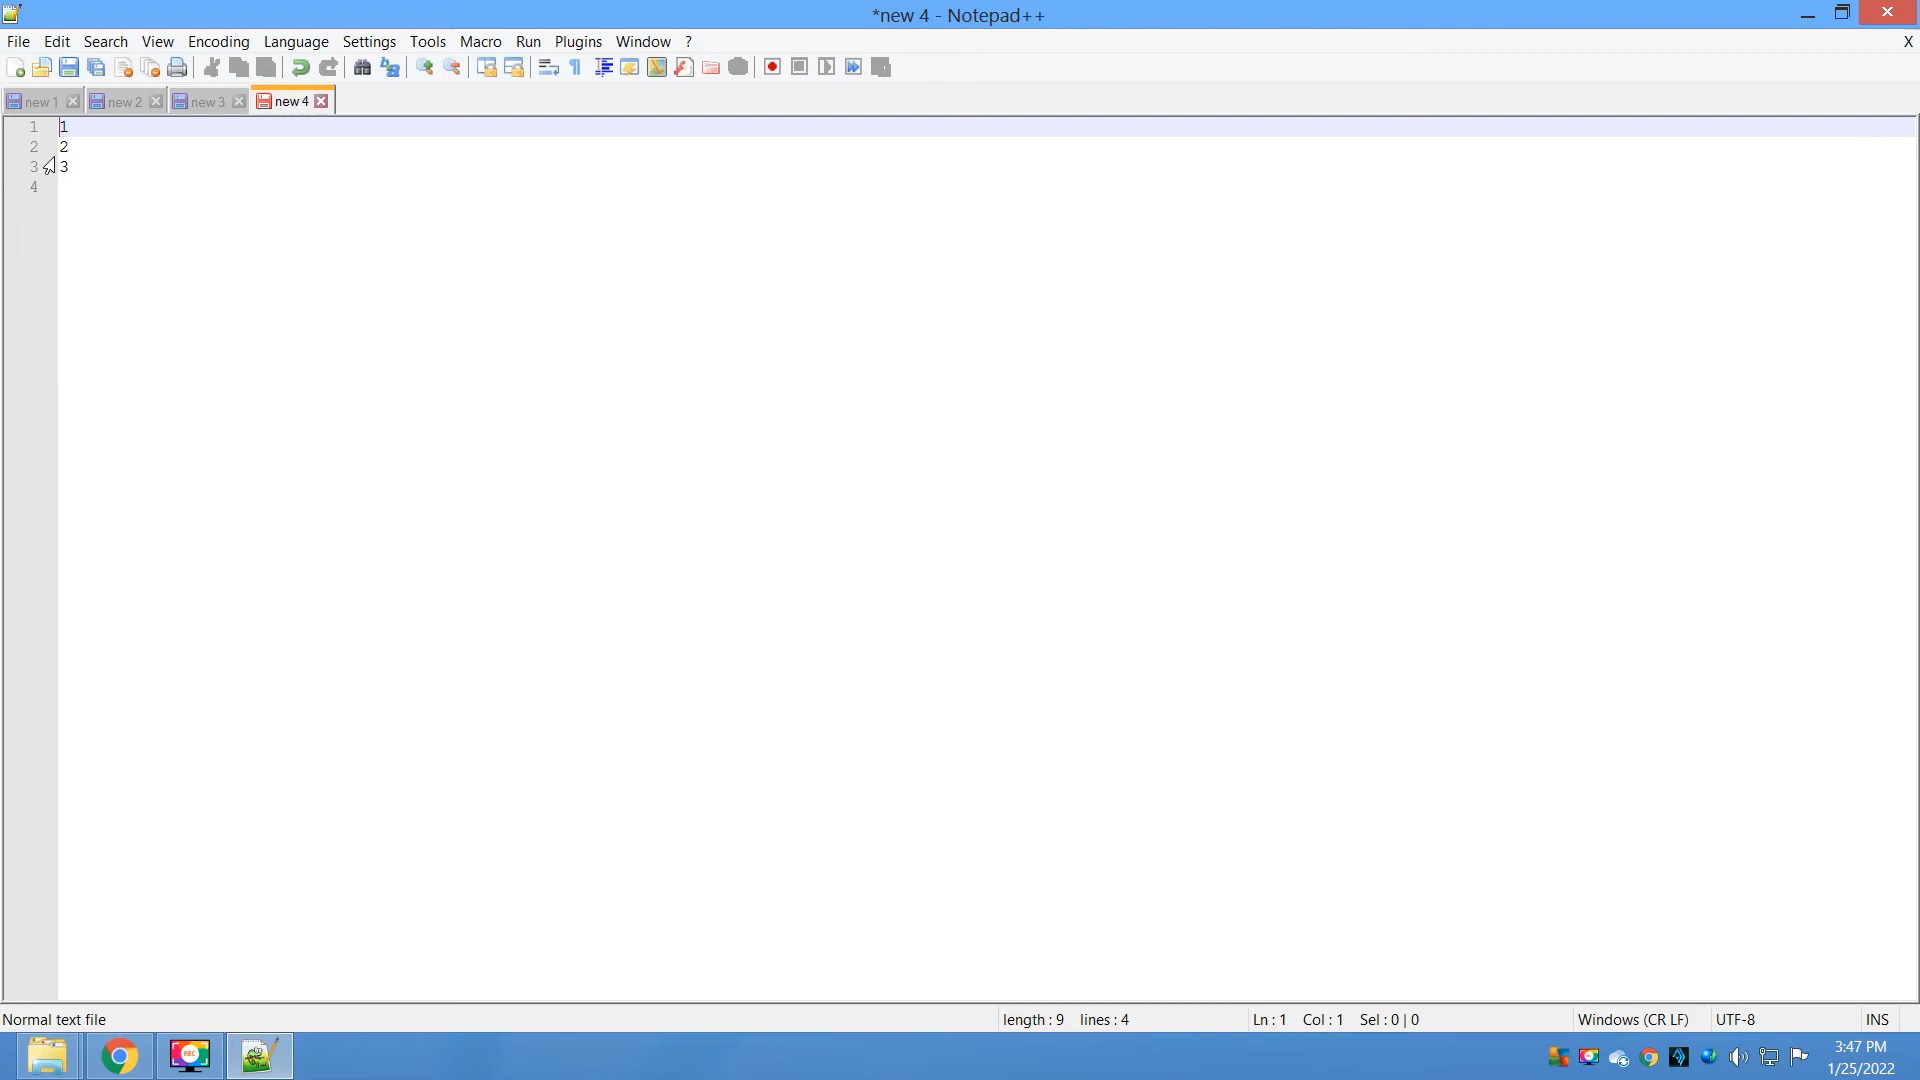 *new 4 - Notepad++
File Edit Search View Encoding Language Settings Tools Macro Run Plugins Window ? X
new 1 new 2 new 3 new 4
1 1
2 2
3 3
4
Normal text file length : 9 lines : 4 Ln : 1 Col : 1 Sel : 0 | 0 Windows (CR LF) UTF-8 INS
REC
3:47 PM
1/25/2022